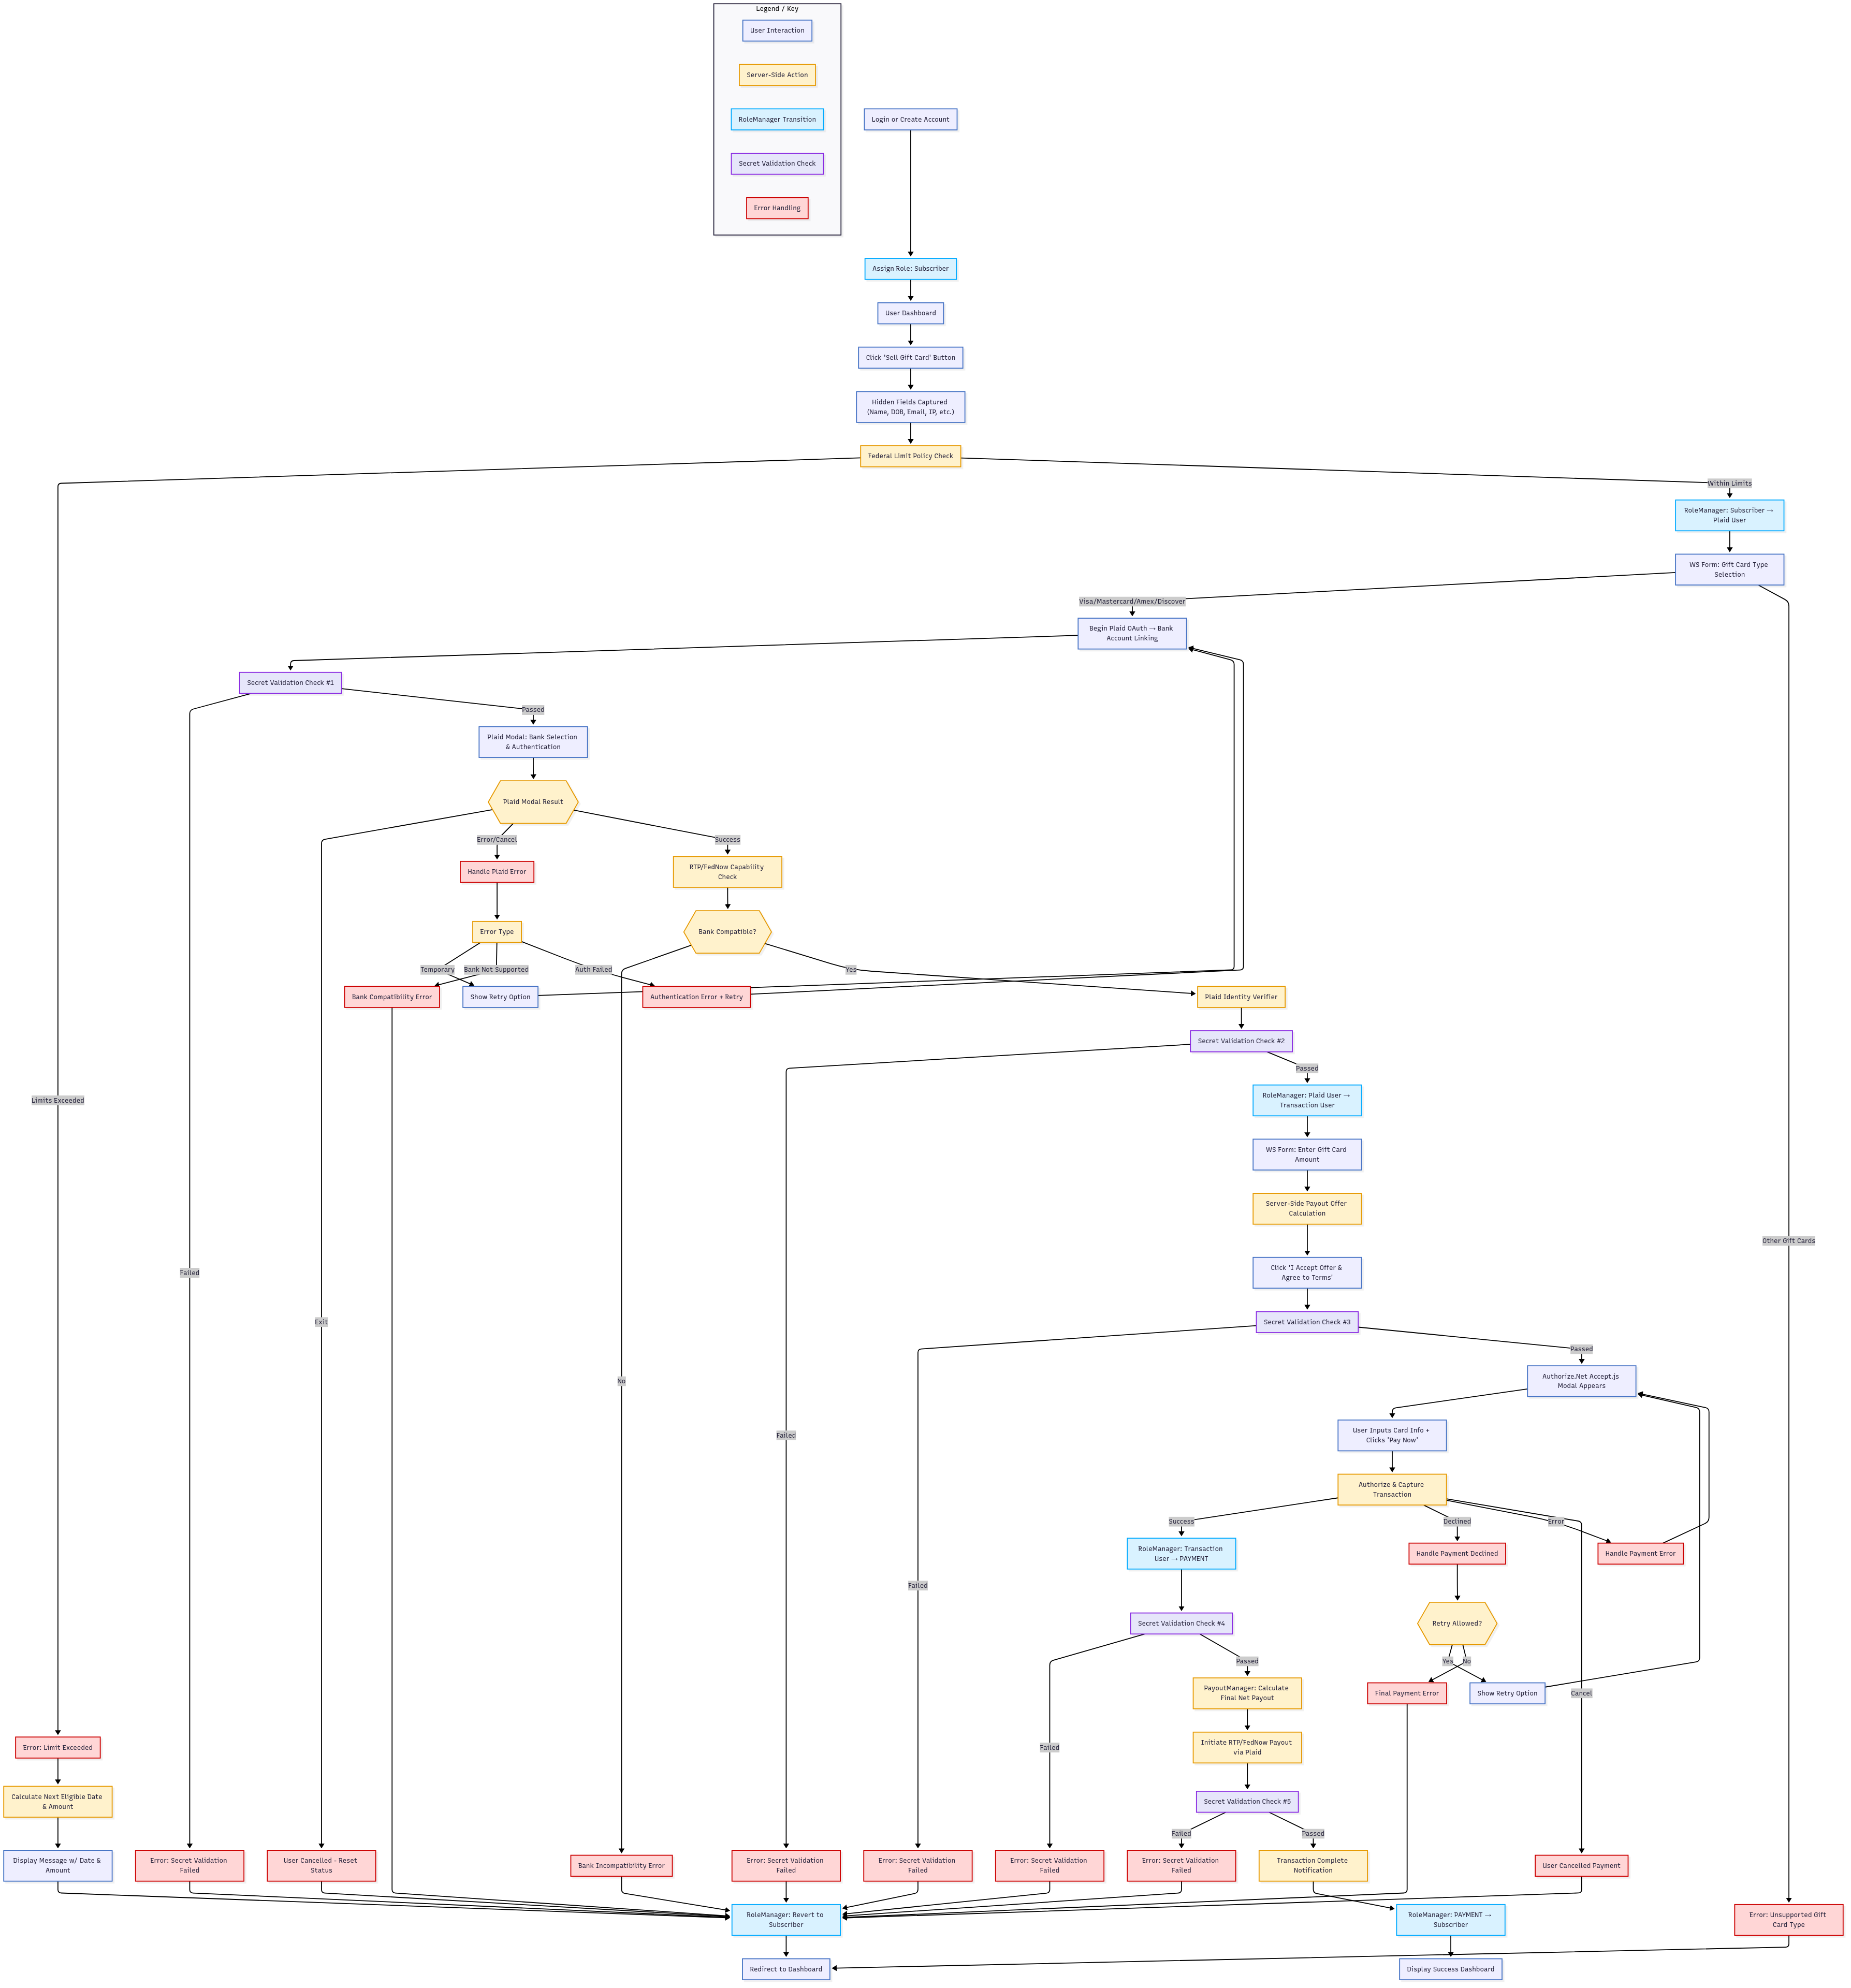 Legend / Key
User Interaction
Server-Side Action
RoleManager Transition
Secret Validation Check
Error Handling
Login or Create Account
Assign Role: Subscriber
User Dashboard
Click 'Sell Gift Card' Button
Hidden Fields Captured
(Name, DOB, Email, IP, etc.)
Federal Limit Policy Check
Within Limits
RoleManager: Subscriber →
Plaid User
WS Form: Gift Card Type
Selection
Visa/Mastercard/Amex/Discover
Begin Plaid OAuth → Bank
Account Linking
Secret Validation Check #1
Passed
Plaid Modal: Bank Selection
& Authentication
Plaid Modal Result
Error/Cancel
Success
Handle Plaid Error
RTP/FedNow Capability
Check
Error Type
Bank Compatible?
Temporary
Bank Not Supported
Auth Failed
Yes
Bank Compatibility Error
Show Retry Option
Authentication Error + Retry
Plaid Identity Verifier
Secret Validation Check #2
Passed
Limits Exceeded
RoleManager: Plaid User →
Transaction User
WS Form: Enter Gift Card
Amount
Server-Side Payout Offer
Calculation
Other Gift Cards
Failed
Click 'I Accept Offer &
Agree to Terms'
Exit
Secret Validation Check #3
Passed
No
Authorize.Net Accept.js
Modal Appears
Failed
User Inputs Card Info +
Clicks 'Pay Now'
Authorize & Capture
Transaction
Success
Declined
Error
RoleManager: Transaction
User → PAYMENT
Handle Payment Declined
Handle Payment Error
Failed
Secret Validation Check #4
Retry Allowed?
Passed
Yes
No
PayoutManager: Calculate
Final Net Payout
Final Payment Error
Show Retry Option
Cancel
Error: Limit Exceeded
Failed
Initiate RTP/FedNow Payout
via Plaid
Calculate Next Eligible Date
& Amount
Secret Validation Check #5
Failed
Passed
Display Message w/ Date &
Amount
Error: Secret Validation
Failed
User Cancelled - Reset
Status
Bank Incompatibility Error
Error: Secret Validation
Failed
Error: Secret Validation
Failed
Error: Secret Validation
Failed
Error: Secret Validation
Failed
Transaction Complete
Notification
User Cancelled Payment
RoleManager: Revert to
Subscriber
RoleManager: PAYMENT →
Subscriber
Error: Unsupported Gift
Card Type
Redirect to Dashboard
Display Success Dashboard